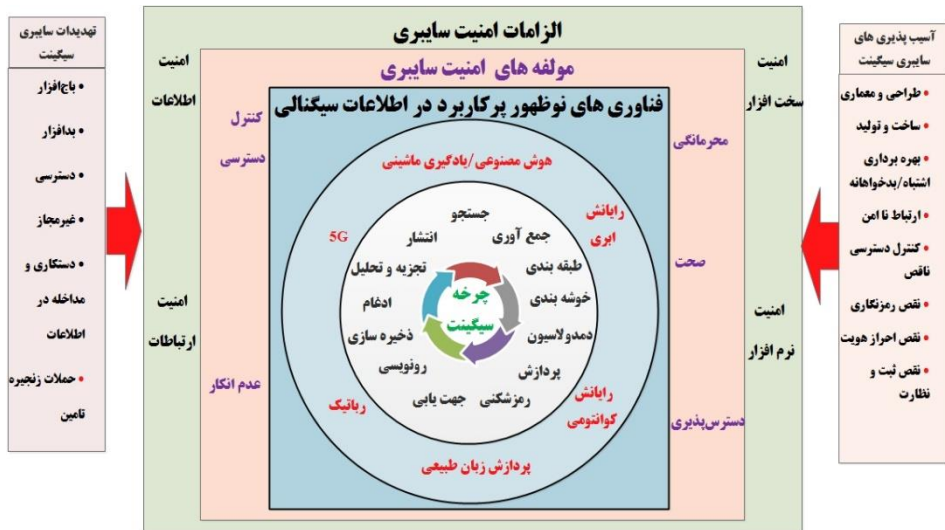 الزامات امنیت سایبری
مولفه های امنیت سایبری
فناوری های نوظهور پرکاربرد در اطلاعات سیگنالی
آسیب پذیری های
سایبری سیگینت
• طراحی و معماری
• ساخت و تولید
• بهره برداری
اشتباه/بدخواهانه
• ارتباط نا امن
• کنترل دسترسی
ناقص
• نقص رمزنگاری
• نقص احراز هویت
• نقص ثبت و
نظارت
امنیت
سخت افزار
امنیت
نرم افزار
محرمانگی
صحت
دسترس‌پذیری
هوش مصنوعی/یادگیری ماشینی
رایانش
ابری
رایانش
کوانتومی
پردازش زبان طبیعی
رباتیک
5G
جستجو
جمع آوری
طبقه بندی
خوشه بندی
دمدولاسیون
پردازش
رمزشکنی
جهت یابی
رونویسی
ذخیره سازی
ادغام
تجزیه و تحلیل
انتشار
چرخه
سیگینت
کنترل
دسترسی
عدم انکار
امنیت
اطلاعات
امنیت
ارتباطات
تهدیدات سایبری
سیگینت
• باج‌افزار
• بدافزار
• دسترسی
• غیرمجاز
• دستکاری و
مداخله در
اطلاعات
• حملات زنجیره
تامین